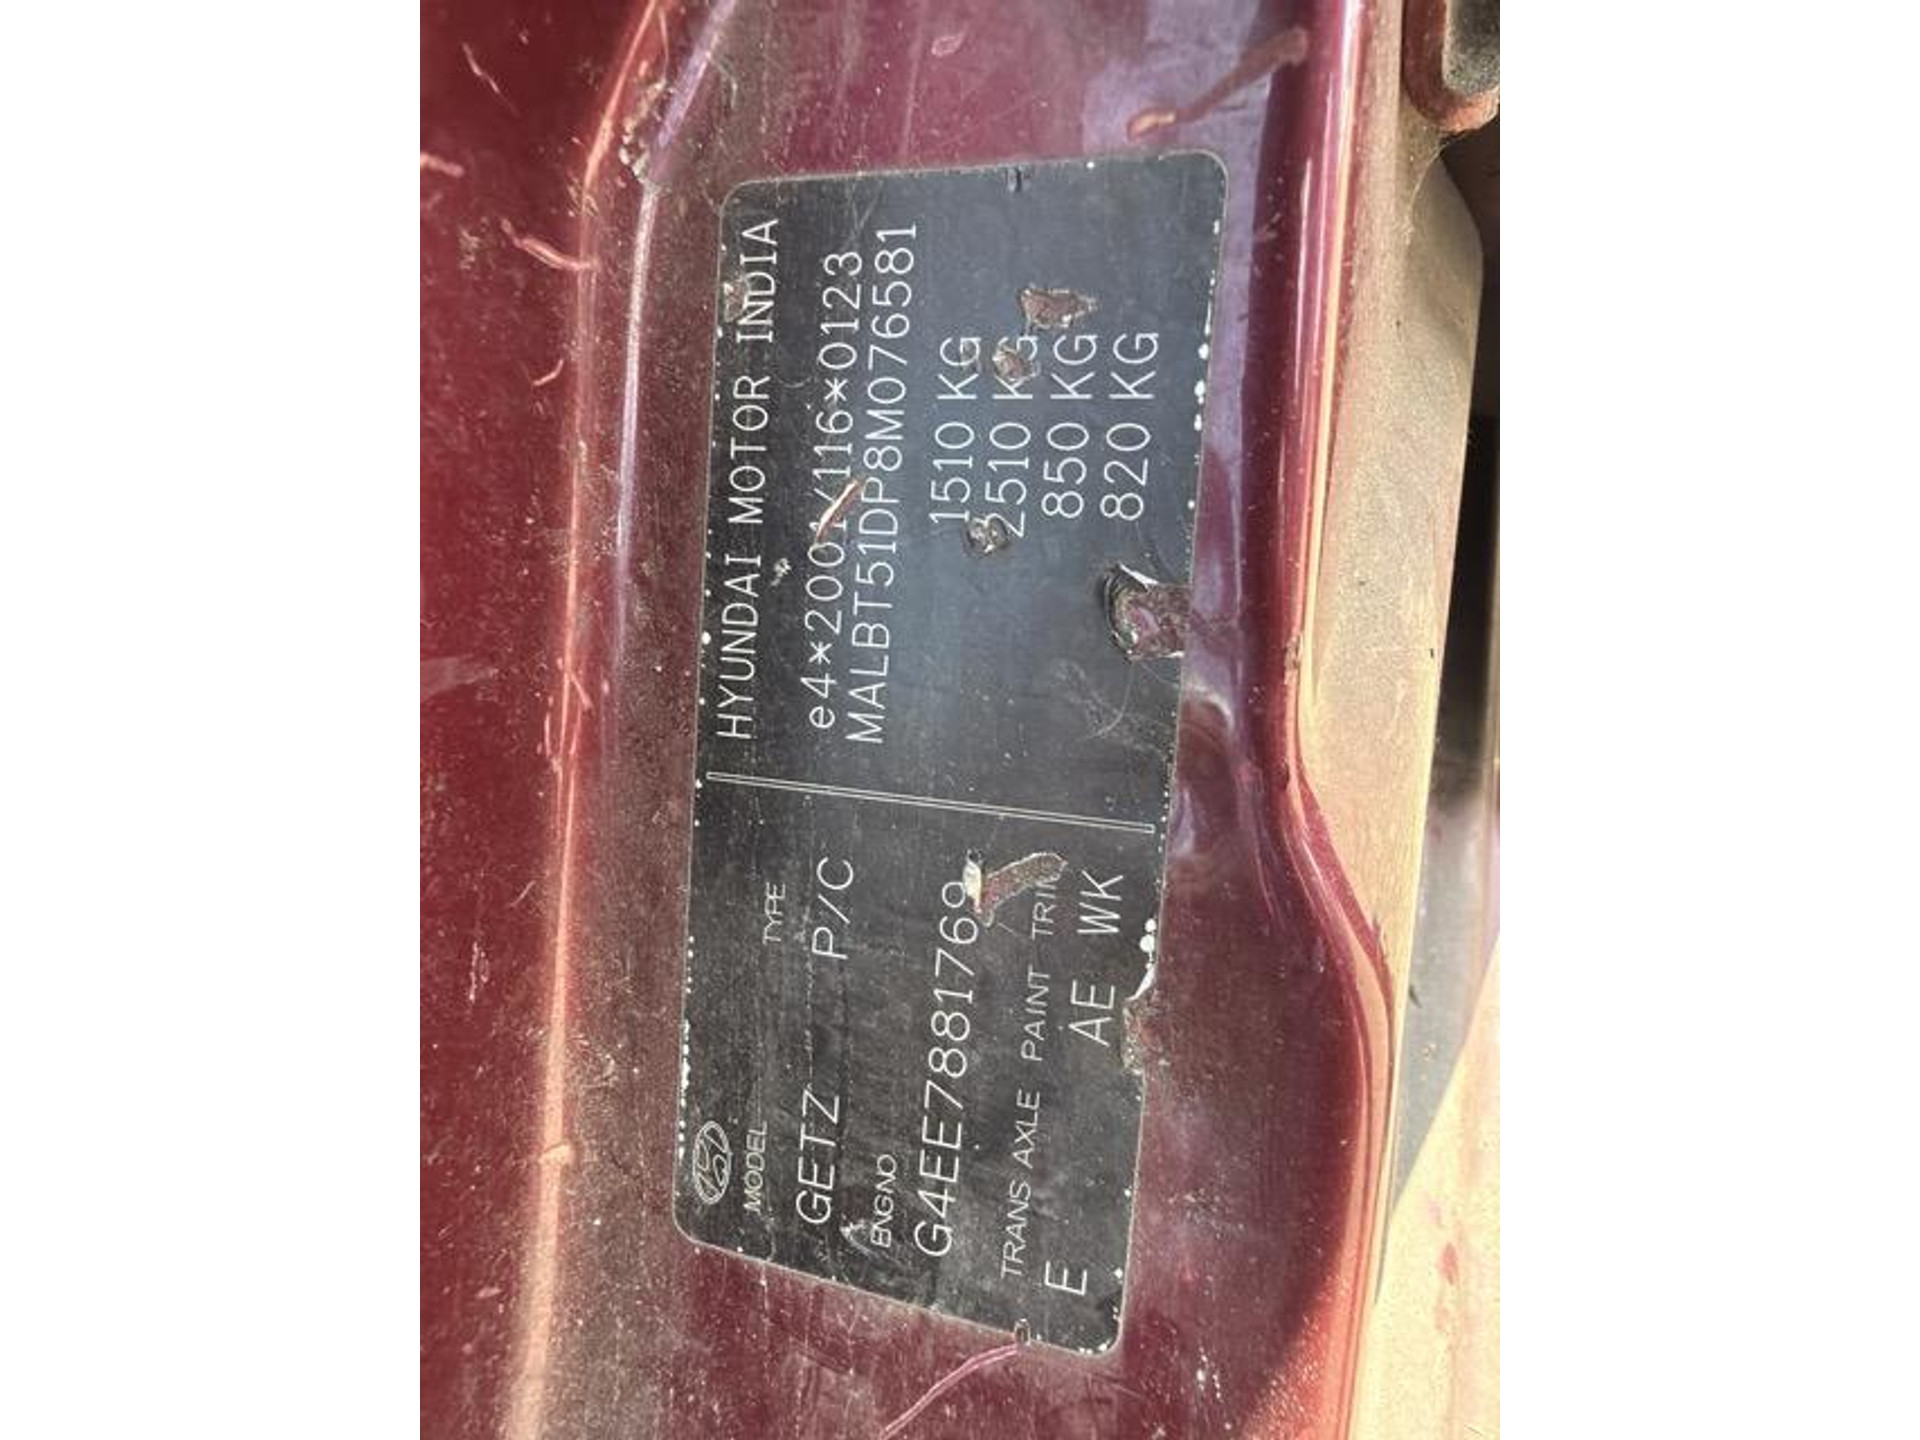 HYUNDAI MOTOR INDIA
e4*2001/116*0123
MALBT51DP8M076581
1510 KG
2510 KG
850 KG
820 KG
MODEL TYPE
GETZ P/C
ENGNO
G4EE7881769
TRANS AXLE PAINT TRIM
E AE WK